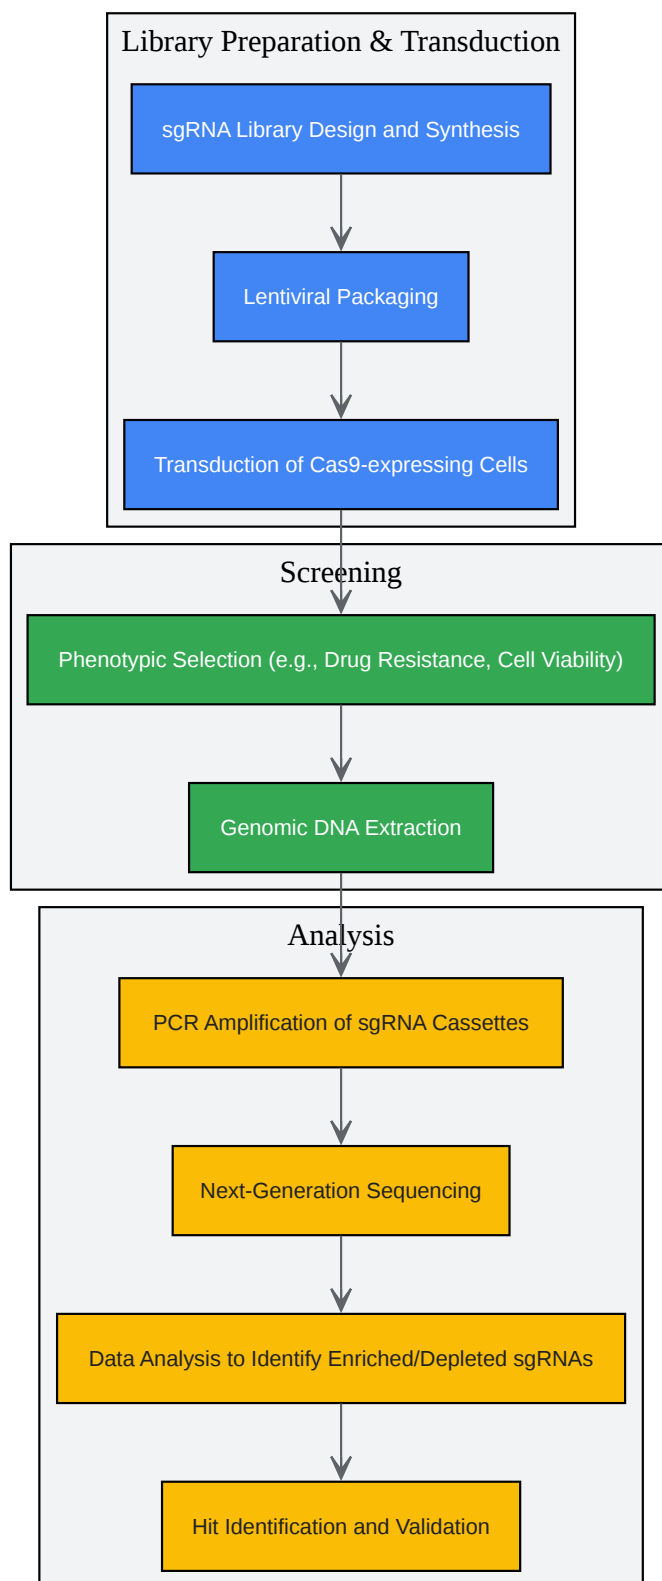 Library Preparation & Transduction
sgRNA Library Design and Synthesis
Lentiviral Packaging
Transduction of Cas9-expressing Cells
Screening
Phenotypic Selection (e.g., Drug Resistance, Cell Viability)
Genomic DNA Extraction
Analysis
PCR Amplification of sgRNA Cassettes
Next-Generation Sequencing
Data Analysis to Identify Enriched/Depleted sgRNAs
Hit Identification and Validation